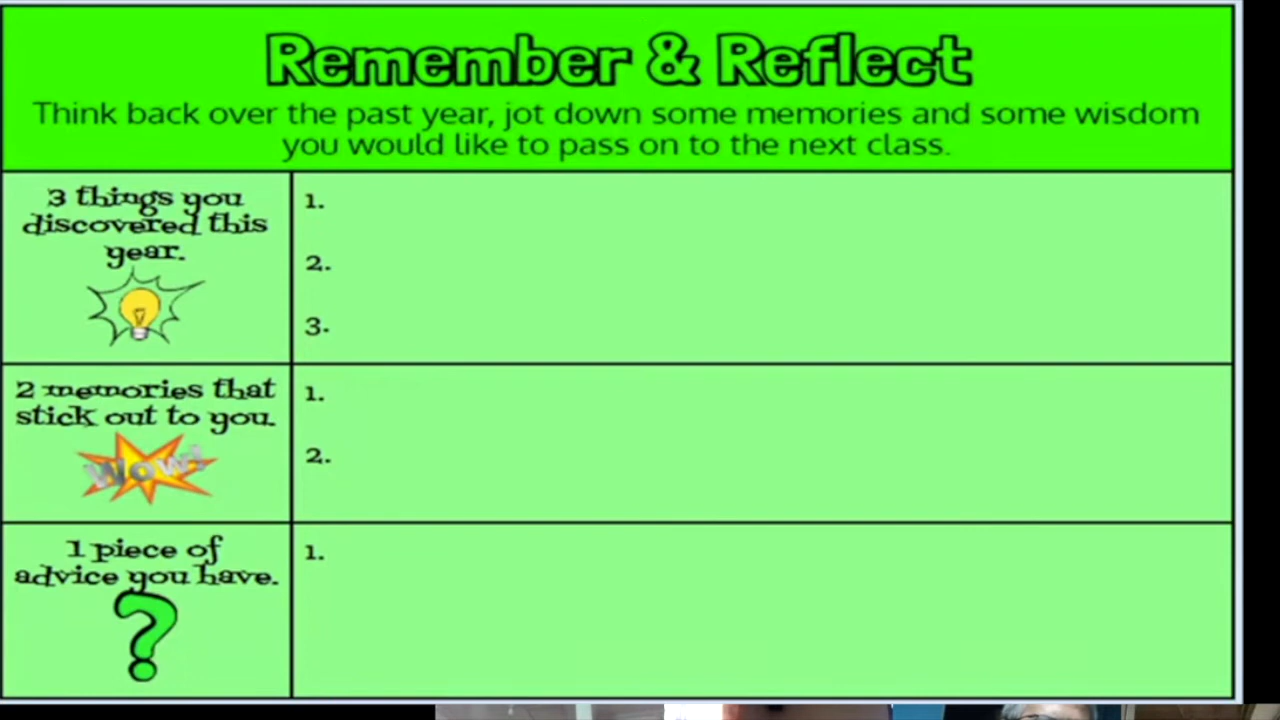 Remember & Reflect
Think back over the past year, jot down some memories and some wisdom
you would like to pass on to the next class.
3 things you
discovered this
year.
1.
2.
3.
2 memories that
stick out to you.
Wow!
1.
2.
1 piece of
advice you have.
?
1.